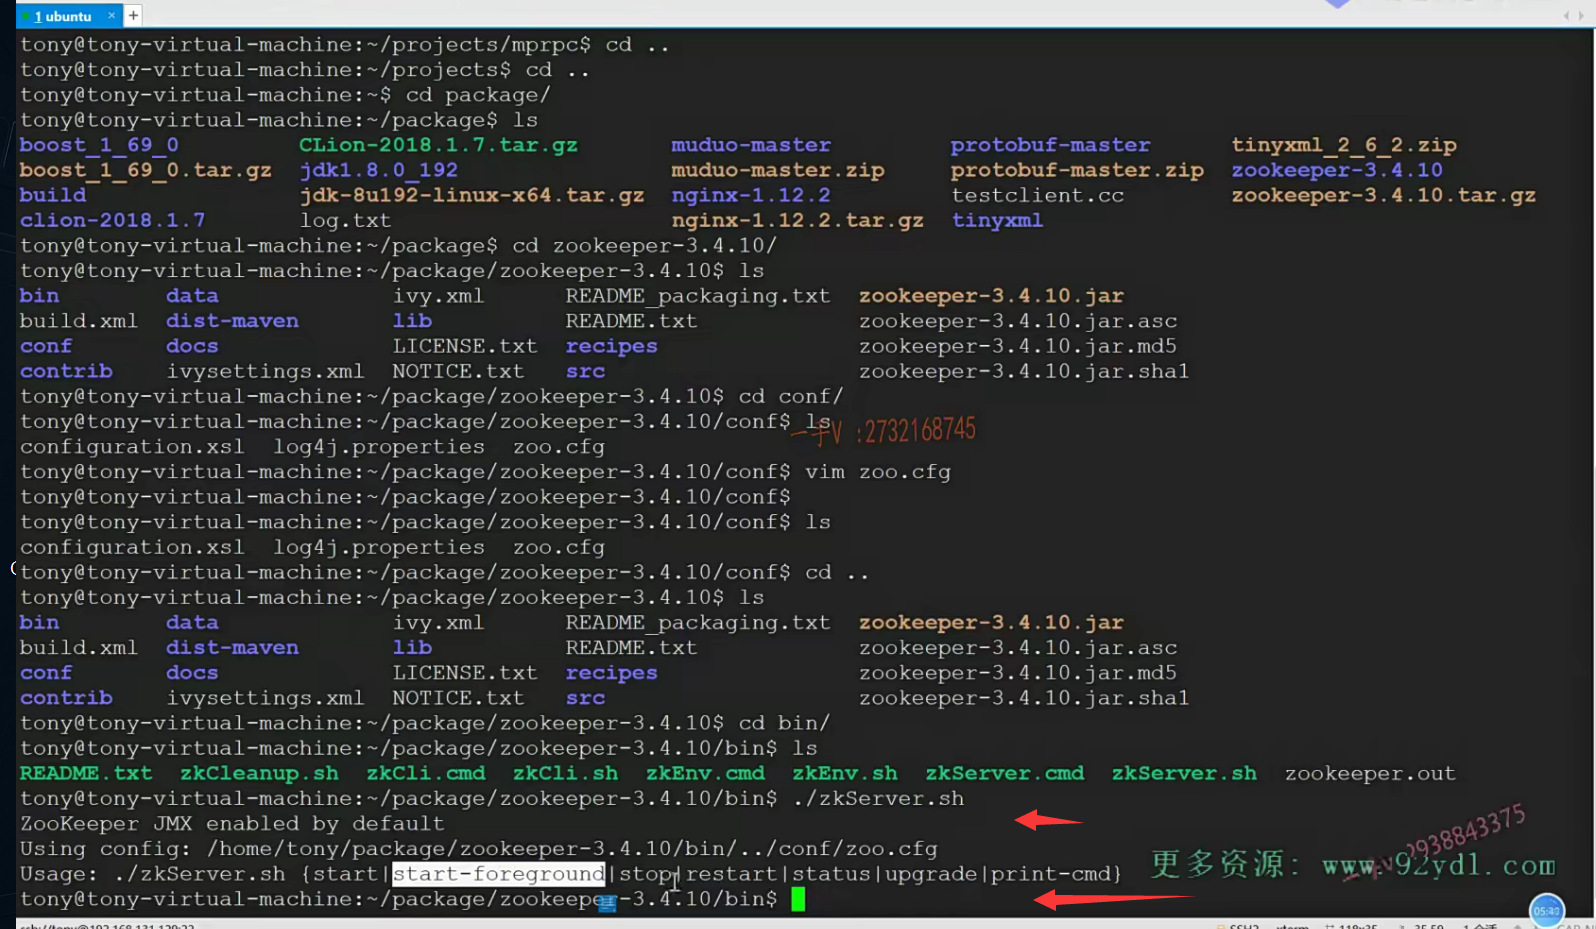 1 ubuntu × +
tony@tony-virtual-machine:~/projects/mprpc$ cd ..
tony@tony-virtual-machine:~/projects$ cd ..
tony@tony-virtual-machine:~$ cd package/
tony@tony-virtual-machine:~/package$ ls
boost_1_69_0 CLion-2018.1.7.tar.gz muduo-master protobuf-master tinyxml_2_6_2.zip
boost_1_69_0.tar.gz jdk1.8.0_192 muduo-master.zip protobuf-master.zip zookeeper-3.4.10
build jdk-8u192-linux-x64.tar.gz nginx-1.12.2 testclient.cc zookeeper-3.4.10.tar.gz
clion-2018.1.7 log.txt nginx-1.12.2.tar.gz tinyxml
tony@tony-virtual-machine:~/package$ cd zookeeper-3.4.10/
tony@tony-virtual-machine:~/package/zookeeper-3.4.10$ ls
bin data ivy.xml README_packaging.txt zookeeper-3.4.10.jar
build.xml dist-maven lib README.txt zookeeper-3.4.10.jar.asc
conf docs LICENSE.txt recipes zookeeper-3.4.10.jar.md5
contrib ivysettings.xml NOTICE.txt src zookeeper-3.4.10.jar.sha1
tony@tony-virtual-machine:~/package/zookeeper-3.4.10$ cd conf/
tony@tony-virtual-machine:~/package/zookeeper-3.4.10/conf$ ls
一手V :2732168745
configuration.xsl log4j.properties zoo.cfg
tony@tony-virtual-machine:~/package/zookeeper-3.4.10/conf$ vim zoo.cfg
tony@tony-virtual-machine:~/package/zookeeper-3.4.10/conf$
tony@tony-virtual-machine:~/package/zookeeper-3.4.10/conf$ ls
configuration.xsl log4j.properties zoo.cfg
tony@tony-virtual-machine:~/package/zookeeper-3.4.10/conf$ cd ..
tony@tony-virtual-machine:~/package/zookeeper-3.4.10$ ls
bin data ivy.xml README_packaging.txt zookeeper-3.4.10.jar
build.xml dist-maven lib README.txt zookeeper-3.4.10.jar.asc
conf docs LICENSE.txt recipes zookeeper-3.4.10.jar.md5
contrib ivysettings.xml NOTICE.txt src zookeeper-3.4.10.jar.sha1
tony@tony-virtual-machine:~/package/zookeeper-3.4.10$ cd bin/
tony@tony-virtual-machine:~/package/zookeeper-3.4.10/bin$ ls
README.txt zkCleanup.sh zkCli.cmd zkCli.sh zkEnv.cmd zkEnv.sh zkServer.cmd zkServer.sh zookeeper.out
tony@tony-virtual-machine:~/package/zookeeper-3.4.10/bin$ ./zkServer.sh
ZooKeeper JMX enabled by default
Using config: /home/tony/package/zookeeper-3.4.10/bin/../conf/zoo.cfg
更多资源: www.92ydl.com
Usage: ./zkServer.sh {start|start-foreground|stop|restart|status|upgrade|print-cmd}
tony@tony-virtual-machine:~/package/zookeeper-3.4.10/bin$